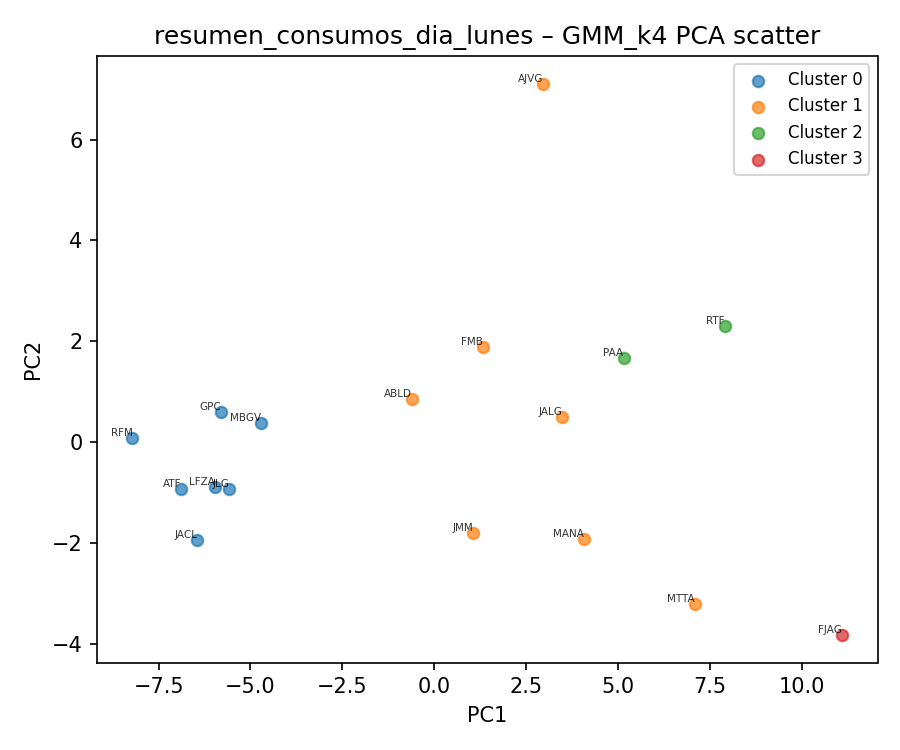 resumen_consumos_dia_lunes – GMM_k4 PCA scatter
Cluster 0
Cluster 1
Cluster 2
Cluster 3
AJVG
RTF
FMB
PAA
ABLD
JALG
GPC
MBGV
RFM
ATF
LFZA
JLG
JACL
JMM
MANA
MTTA
FJAG
PC2
6
4
2
0
−2
−4
−7.5
−5.0
−2.5
0.0
2.5
5.0
7.5
10.0
PC1